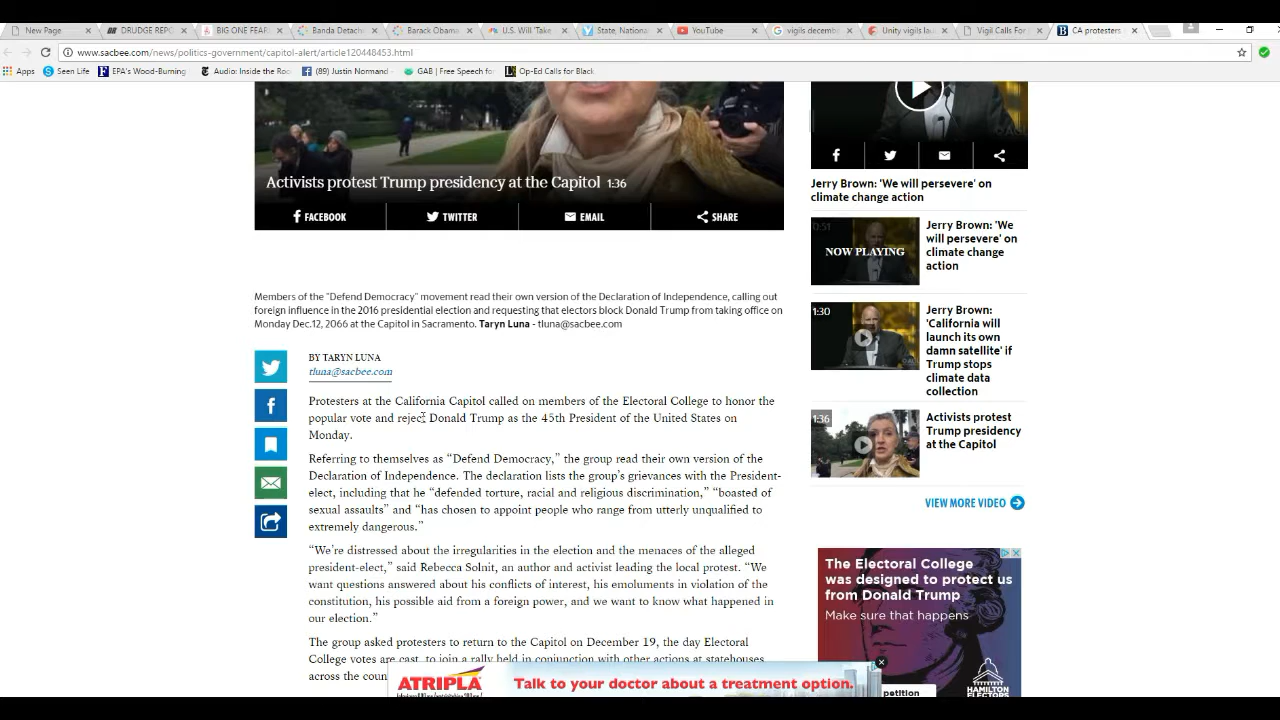 New Page
DRUDGE REPO
BIG ONE FEAR
Banda Detach
Barack Obame
U.S. Will 'Take
State, National
YouTube
vigils decembe
Unity vigils lau
Vigil Calls For
CA protesters
www.sacbee.com/news/politics-government/capitol-alert/article120448453.html
Apps
Seen Life
EPA's Wood-Burning
Audio: Inside the Roo
(89) Justin Normand -
GAB | Free Speech fo
Op-Ed Calls for Black
Activists protest Trump presidency at the Capitol 1:36
FACEBOOK
TWITTER
EMAIL
SHARE
Members of the "Defend Democracy" movement read their own version of the Declaration of Independence, calling out
foreign influence in the 2016 presidential election and requesting that electors block Donald Trump from taking office on
Monday Dec.12, 2066 at the Capitol in Sacramento. Taryn Luna - tluna@sacbee.com
BY TARYN LUNA
tluna@sacbee.com
Protesters at the California Capitol called on members of the Electoral College to honor the
popular vote and reject Donald Trump as the 45th President of the United States on
Monday.
Referring to themselves as “Defend Democracy,” the group read their own version of the
Declaration of Independence. The declaration lists the group’s grievances with the President-
elect, including that he “defended torture, racial and religious discrimination,” “boasted of
sexual assaults” and “has chosen to appoint people who range from utterly unqualified to
extremely dangerous.”
“We’re distressed about the irregularities in the election and the menaces of the alleged
president-elect,” said Rebecca Solnit, an author and activist leading the local protest. “We
want questions answered about his conflicts of interest, his emoluments in violation of the
constitution, his possible aid from a foreign power, and we want to know what happened in
our election.”
The group asked protesters to return to the Capitol on December 19, the day Electoral
College votes are cast, to join a rally held in conjunction with other actions at statehouses
across the coun
Jerry Brown: 'We will persevere' on
climate change action
0:51
NOW PLAYING
Jerry Brown: 'We
will persevere' on
climate change
action
1:30
Jerry Brown:
'California will
launch its own
damn satellite' if
Trump stops
climate data
collection
1:36
Activists protest
Trump presidency
at the Capitol
VIEW MORE VIDEO
The Electoral College
was designed to protect us
from Donald Trump
Make sure that happens
petition
HAMILTON
ELECTORS
ATRIPLA
Talk to your doctor about a treatment option.